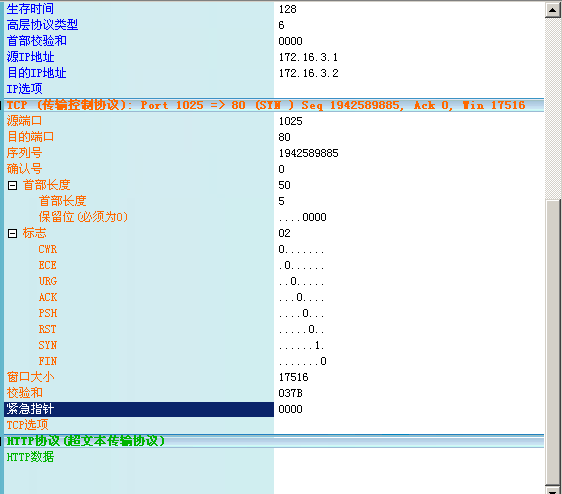 生存时间 128
高层协议类型 6
首部校验和 0000
源IP地址 172.16.3.1
目的IP地址 172.16.3.2
IP选项
TCP (传输控制协议): Port 1025 => 80 (SYN ) Seq 1942589885, Ack 0, Win 17516
源端口 1025
目的端口 80
序列号 1942589885
确认号 0
首部长度 50
首部长度 5
保留位(必须为0) ....0000
标志 02
CWR 0.......
ECE .0......
URG ..0.....
ACK ...0....
PSH ....0...
RST .....0..
SYN ......1.
FIN .......0
窗口大小 17516
校验和 037B
紧急指针 0000
TCP选项
HTTP协议(超文本传输协议)
HTTP数据